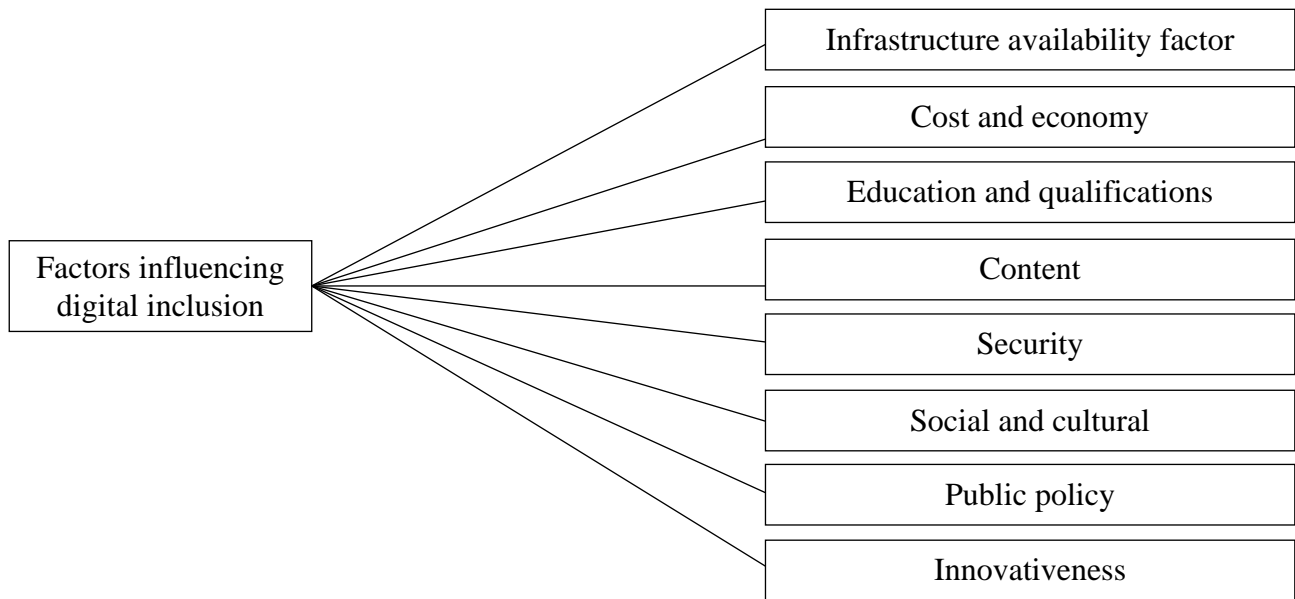 Infrastructure availability factor
Cost and economy
Education and qualifications
Factors influencing
digital inclusion
Content
Security
Social and cultural
Public policy
Innovativeness